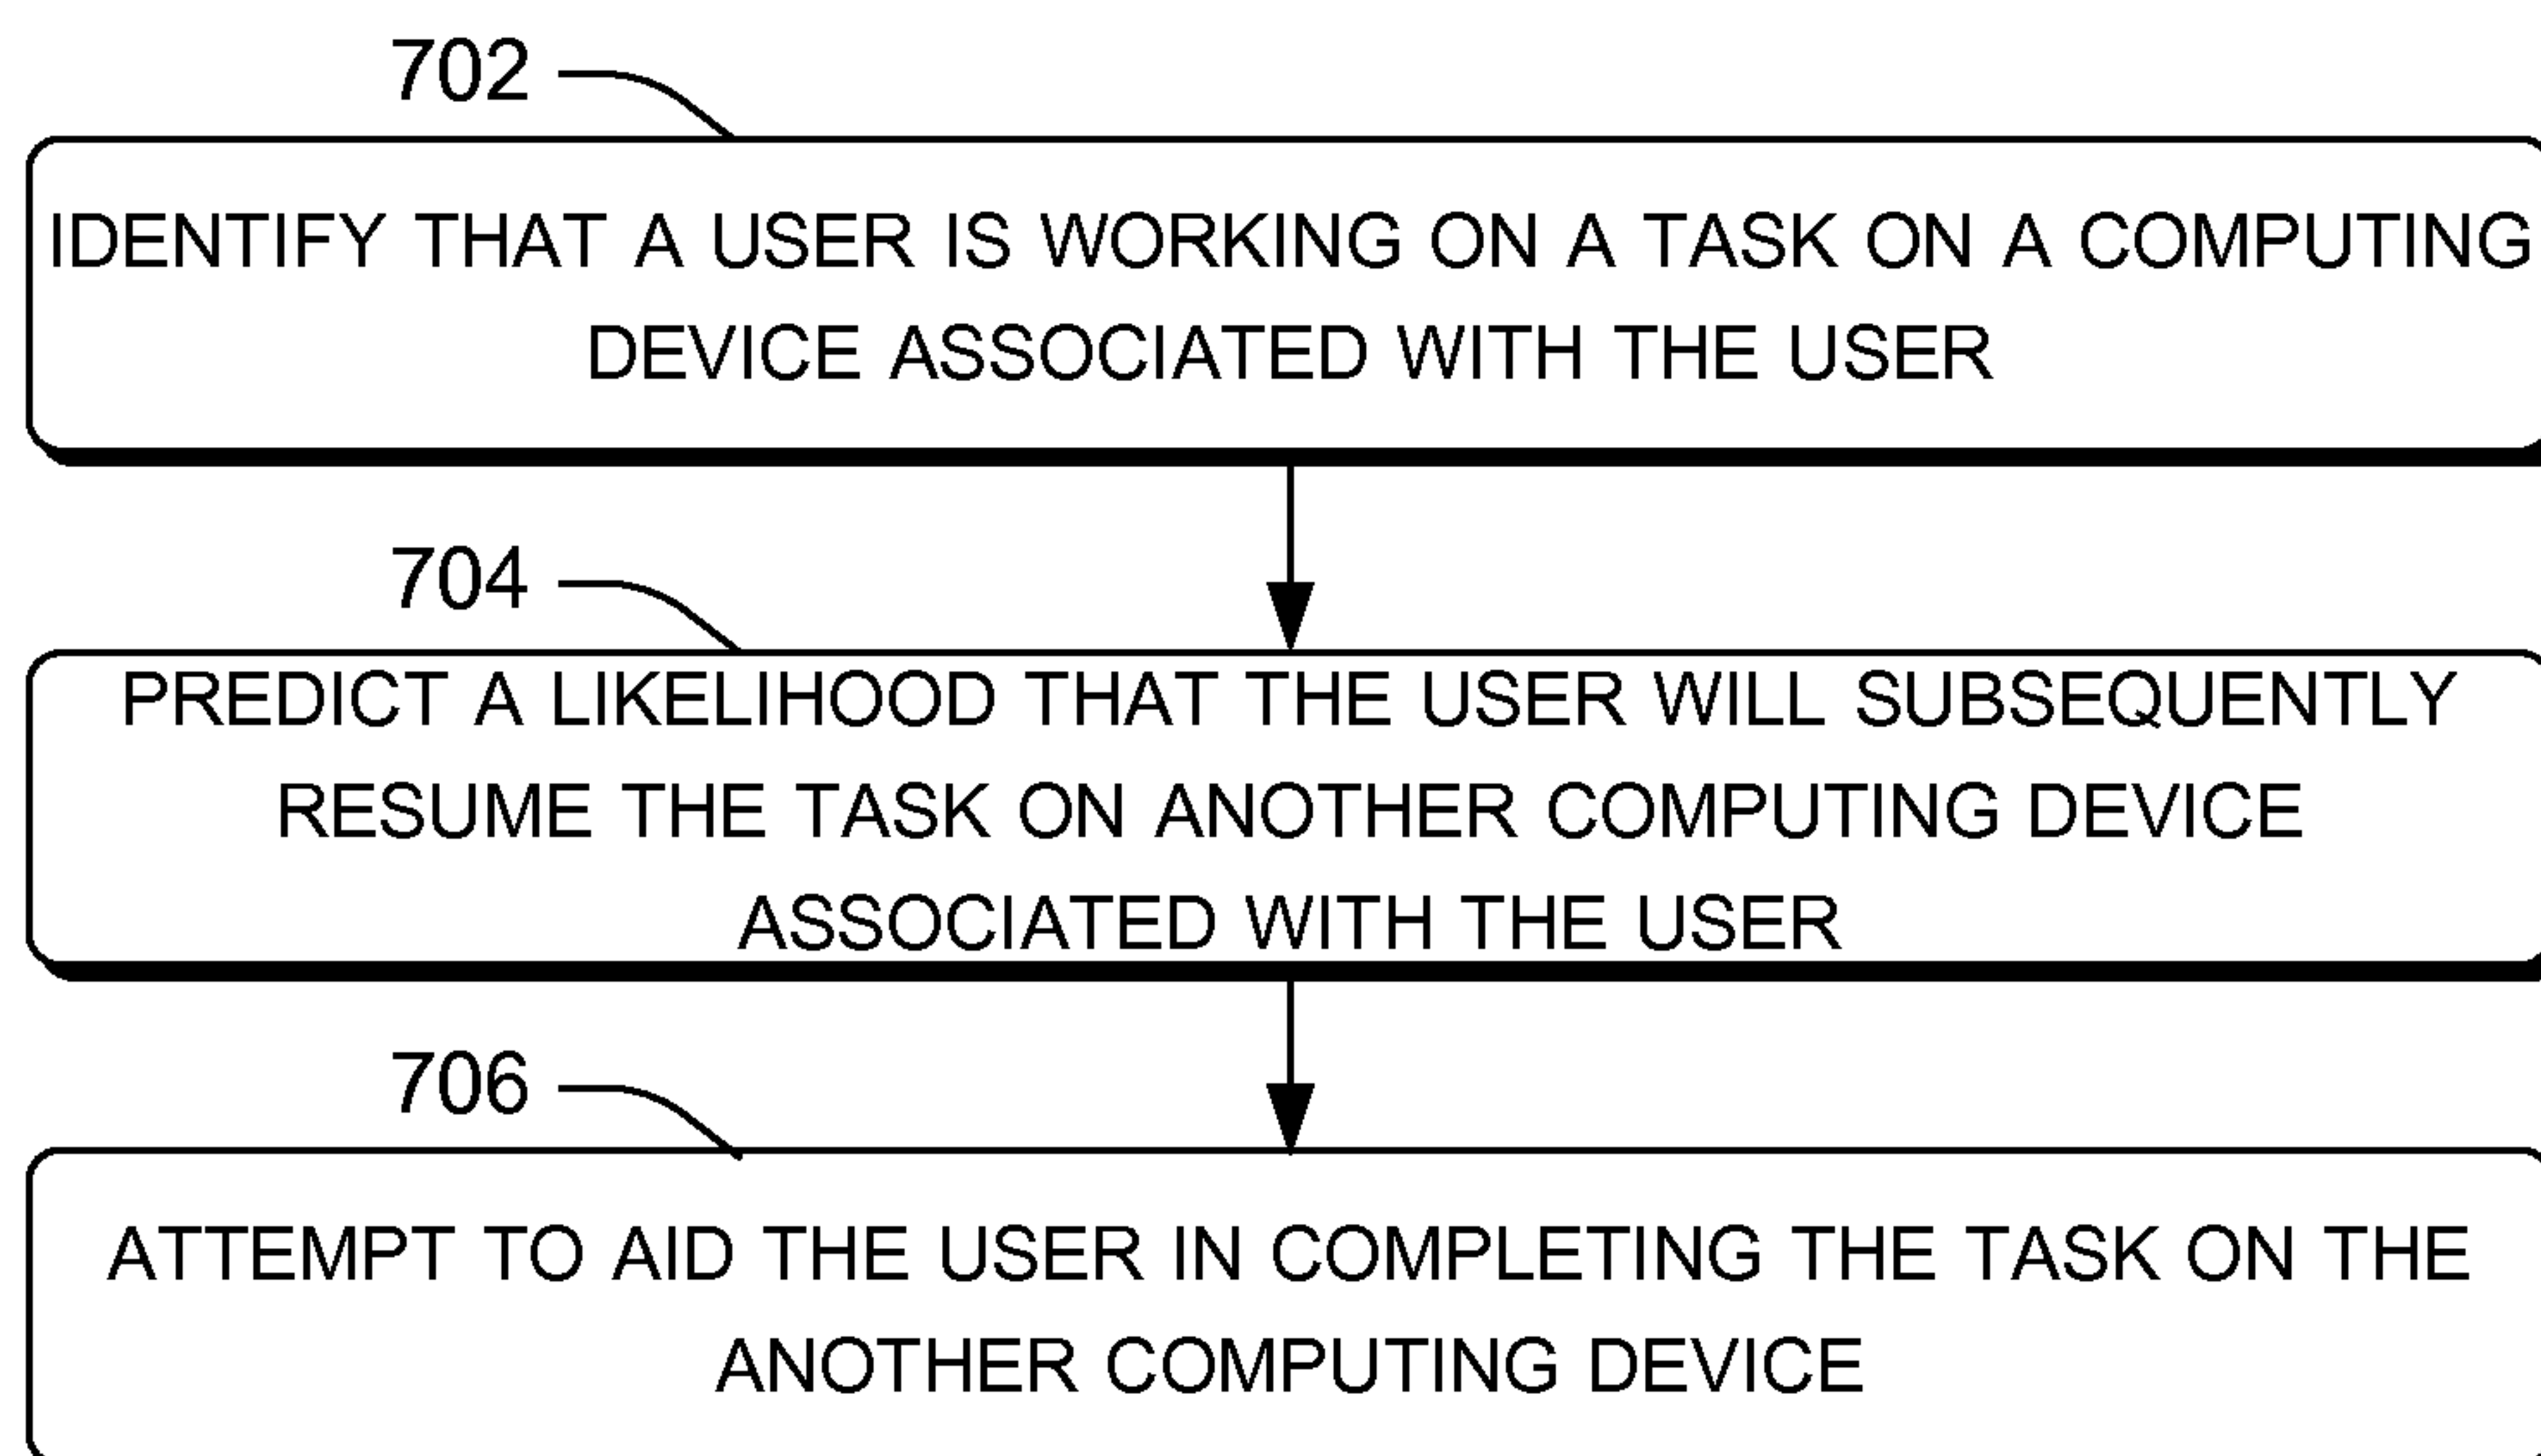 702
IDENTIFY THAT A USER IS WORKING ON A TASK ON A COMPUTING
DEVICE ASSOCIATED WITH THE USER
704
PREDICT A LIKELIHOOD THAT THE USER WILL SUBSEQUENTLY
RESUME THE TASK ON ANOTHER COMPUTING DEVICE
ASSOCIATED WITH THE USER
706
ATTEMPT TO AID THE USER IN COMPLETING THE TASK ON THE
ANOTHER COMPUTING DEVICE